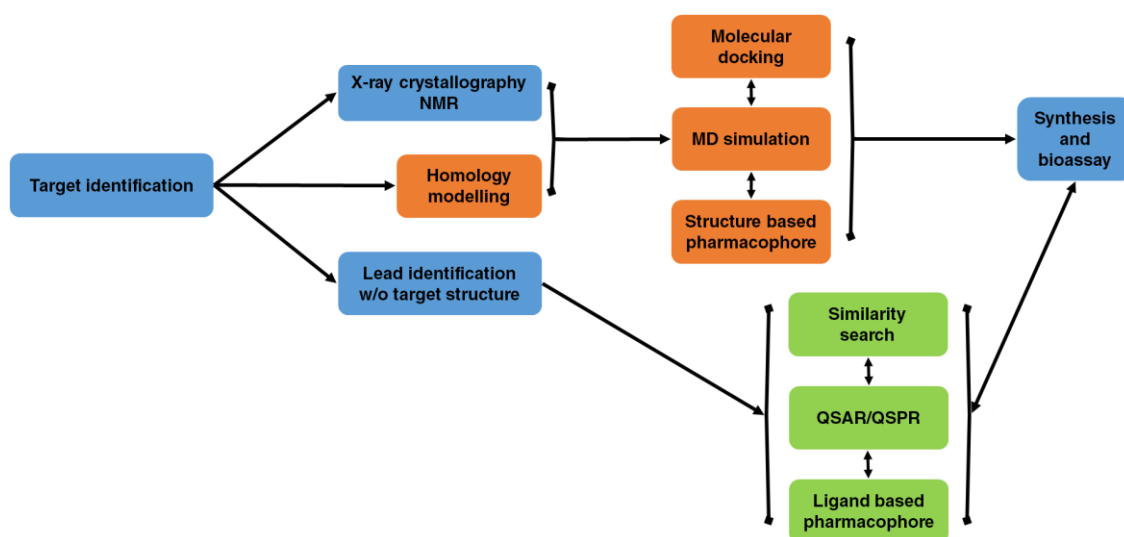 Molecular
docking
X-ray crystallography
NMR
MD simulation
Synthesis
and
bioassay
Target identification
Homology
modelling
Structure based
pharmacophore
Lead identification
w/o target structure
Similarity
search
QSAR/QSPR
Ligand based
pharmacophore